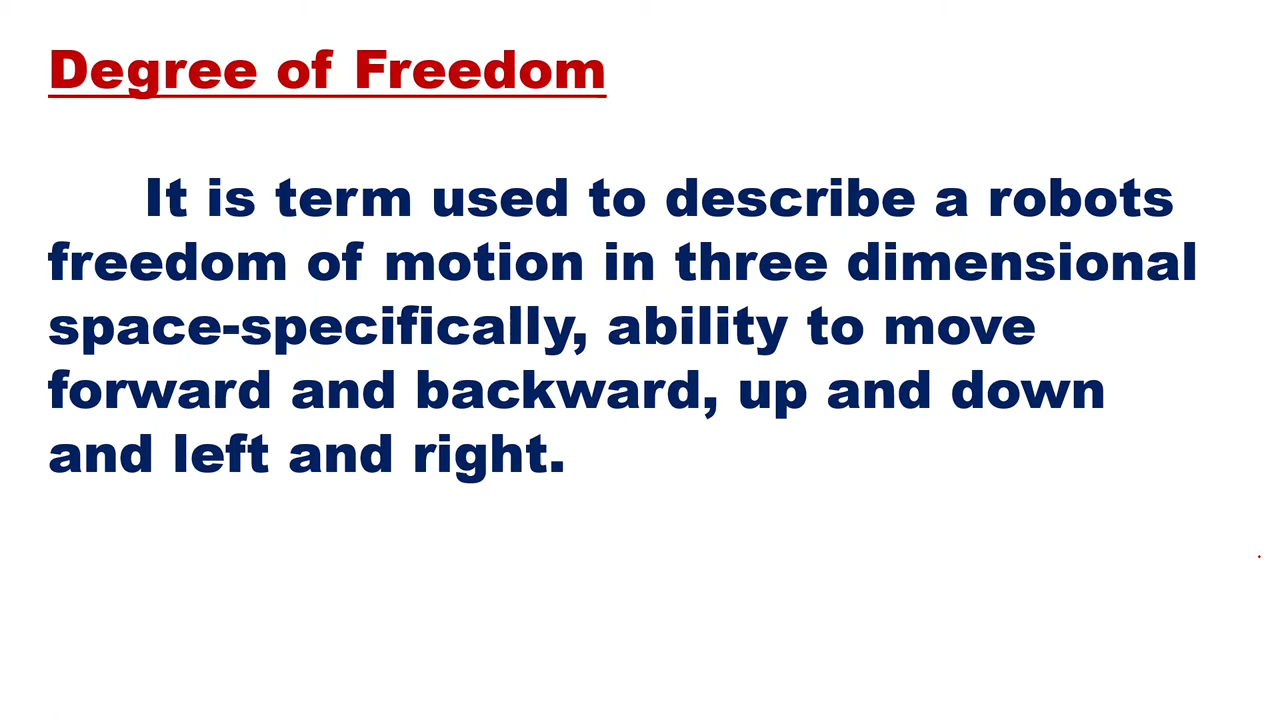 Degree of Freedom
It is term used to describe a robots
freedom of motion in three dimensional
space-specifically, ability to move
forward and backward, up and down
and left and right.